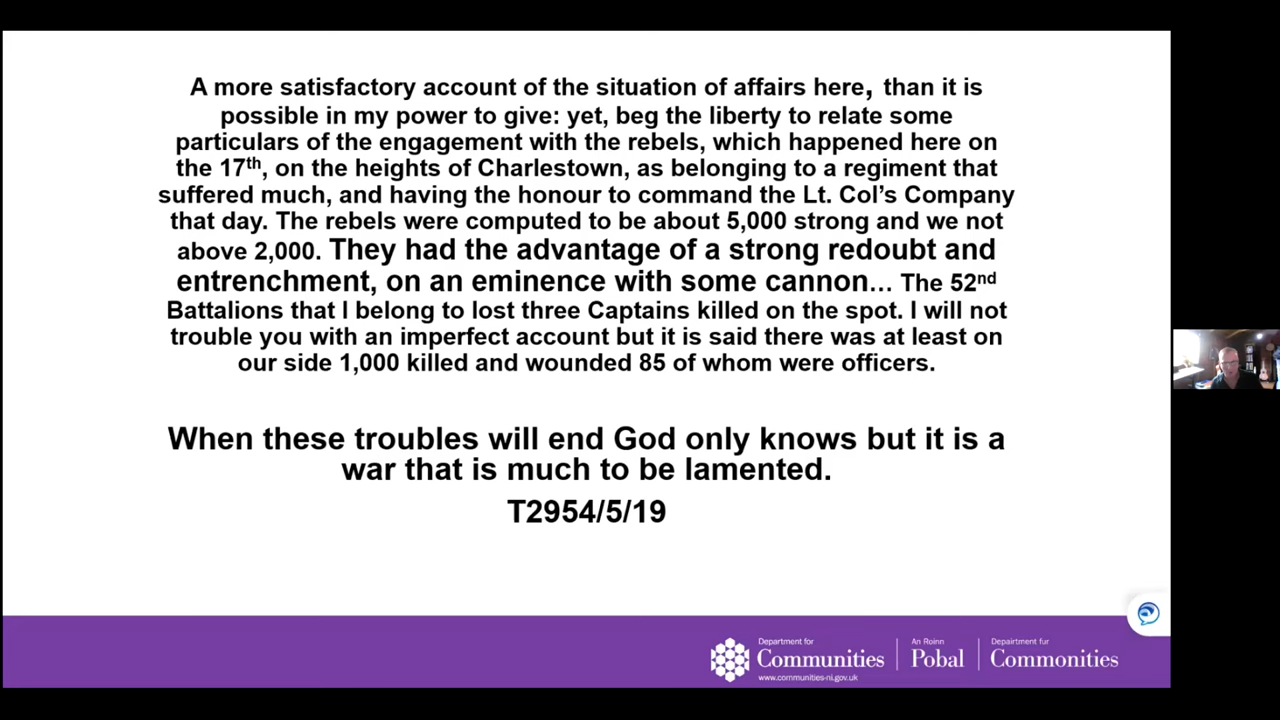 A more satisfactory account of the situation of affairs here, than it is
possible in my power to give: yet, beg the liberty to relate some
particulars of the engagement with the rebels, which happened here on
the 17th, on the heights of Charlestown, as belonging to a regiment that
suffered much, and having the honour to command the Lt. Col’s Company
that day. The rebels were computed to be about 5,000 strong and we not
above 2,000. They had the advantage of a strong redoubt and
entrenchment, on an eminence with some cannon… The 52nd
Battalions that I belong to lost three Captains killed on the spot. I will not
trouble you with an imperfect account but it is said there was at least on
our side 1,000 killed and wounded 85 of whom were officers.
When these troubles will end God only knows but it is a
war that is much to be lamented.
T2954/5/19
Department for
Communities
www.communities-ni.gov.uk
An Roinn
Pobal
Depairtment fur
Commonities